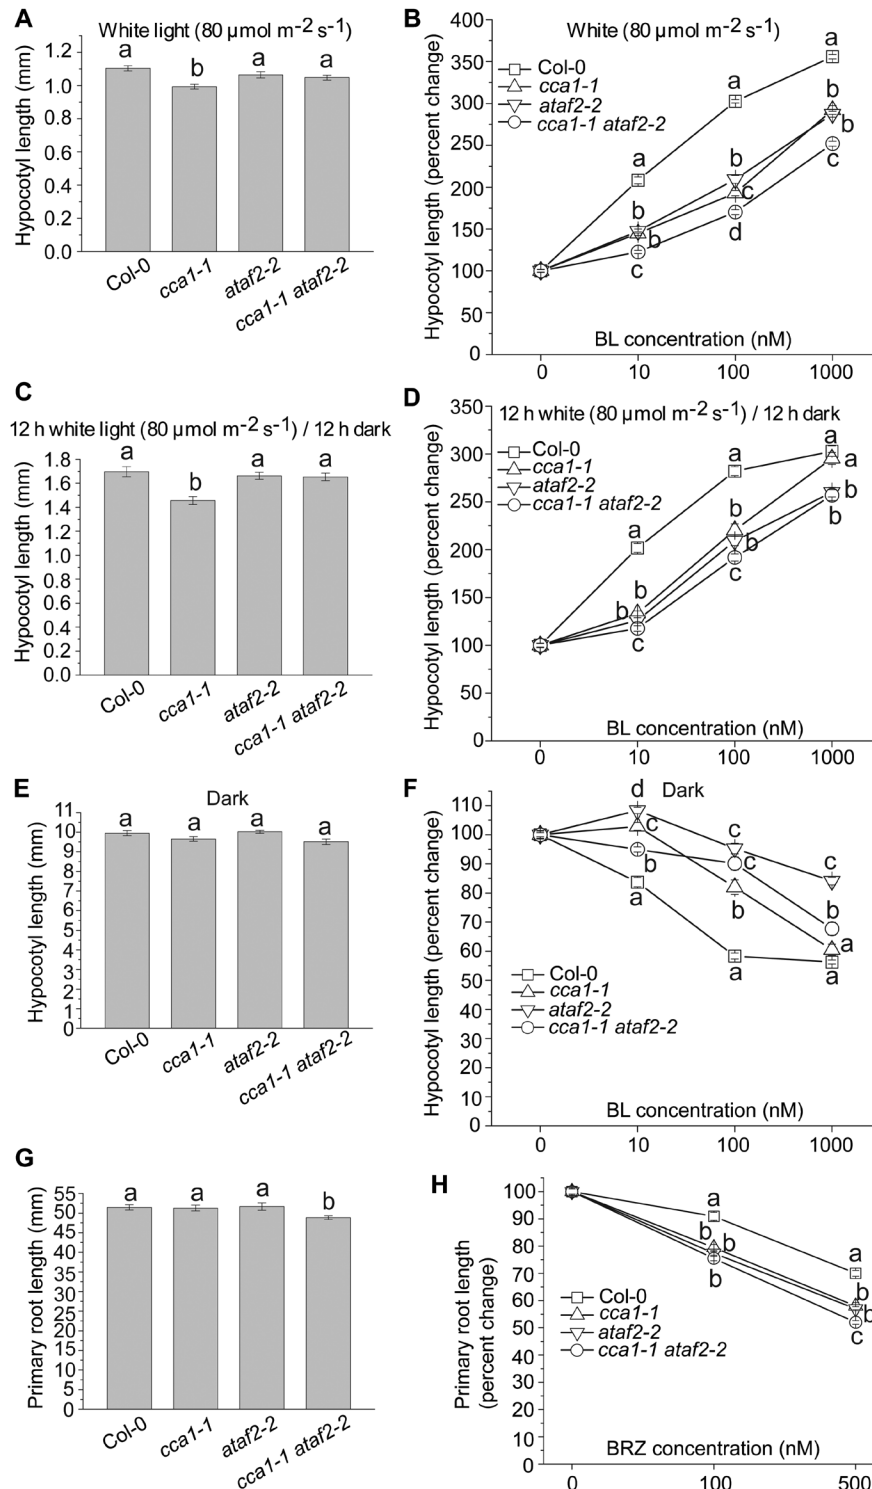 A
White light (80 μmol m-2 s-1)
Hypocotyl length (mm)
1.2
1.0
0.8
0.6
0.4
0.2
0.0
a
b
a
a
Col-0
cca1-1
ataf2-2
cca1-1 ataf2-2
B
White (80 μmol m-2 s-1)
Hypocotyl length (percent change)
400
350
300
250
200
150
100
50
0
Col-0
cca1-1
ataf2-2
cca1-1 ataf2-2
a
b
b
c
a
b
c
d
a
b
b
c
BL concentration (nM)
0 10 100 1000
C
12 h white light (80 μmol m-2 s-1) / 12 h dark
Hypocotyl length (mm)
1.8
1.6
1.4
1.2
1.0
0.8
0.6
0.4
0.2
0.0
a
b
a
a
Col-0
cca1-1
ataf2-2
cca1-1 ataf2-2
D
12 h white (80 μmol m-2 s-1) / 12 h dark
Hypocotyl length (percent change)
350
300
250
200
150
100
50
0
Col-0
cca1-1
ataf2-2
cca1-1 ataf2-2
a
b
b
c
a
b
b
c
a
a
b
b
BL concentration (nM)
0 10 100 1000
E
Dark
Hypocotyl length (mm)
11
10
9
8
7
6
5
4
3
2
1
0
a
a
a
a
Col-0
cca1-1
ataf2-2
cca1-1 ataf2-2
F
Dark
Hypocotyl length (percent change)
110
100
90
80
70
60
50
40
30
20
10
0
d
c
b
a
c
c
b
a
c
b
a
a
Col-0
cca1-1
ataf2-2
cca1-1 ataf2-2
BL concentration (nM)
0 10 100 1000
G
Primary root length (mm)
55
50
45
40
35
30
25
20
15
10
5
0
a
a
a
b
Col-0
cca1-1
ataf2-2
cca1-1 ataf2-2
H
Primary root length
(percent change)
100
90
80
70
60
50
40
30
20
10
0
a
b
b
b
a
b
b
c
Col-0
cca1-1
ataf2-2
cca1-1 ataf2-2
BRZ concentration (nM)
0 100 500